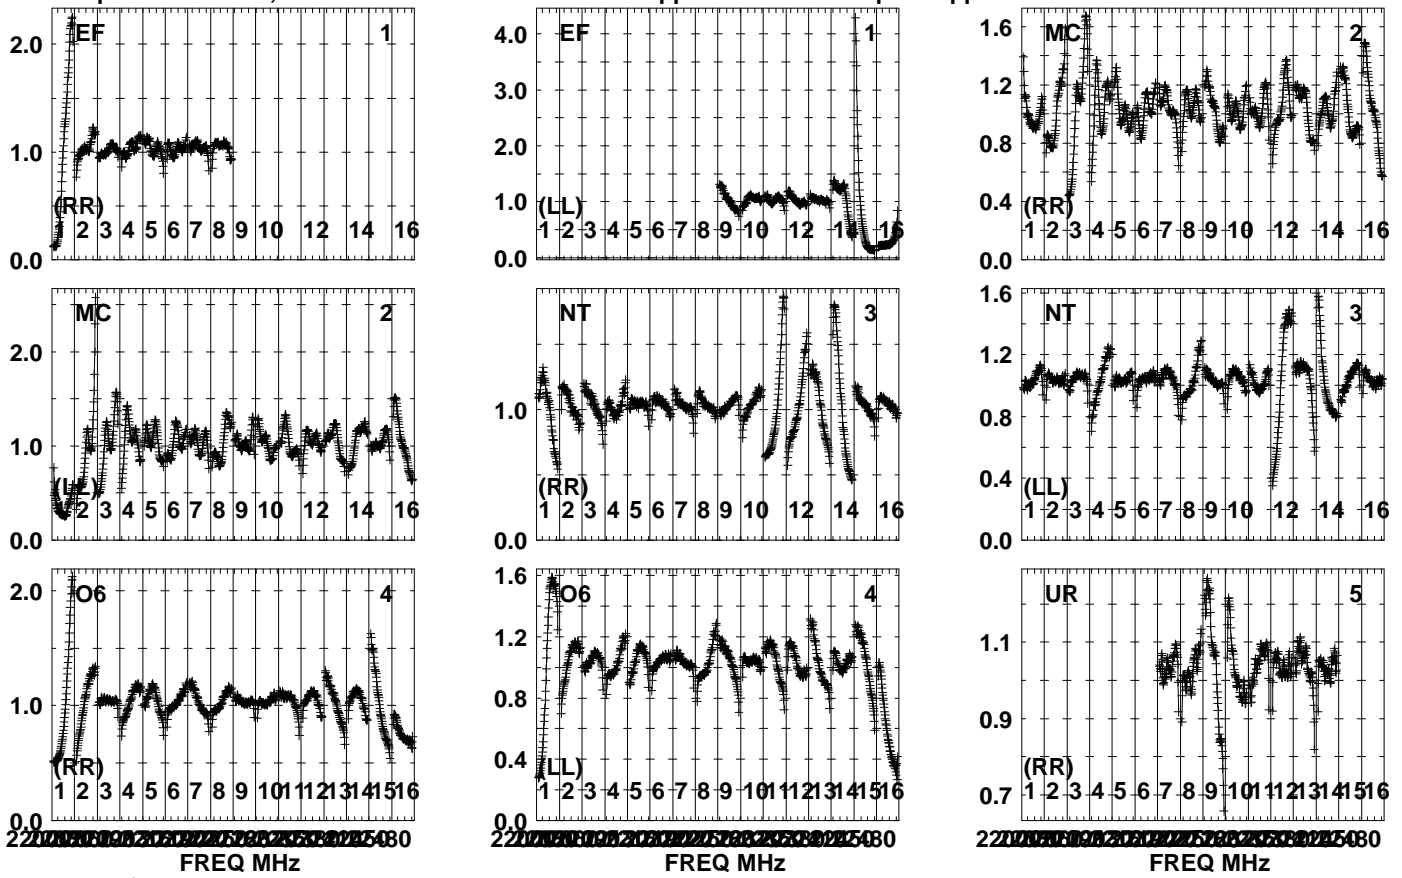 EF 1
2.0
1.0
(RR)
1 2 3 4 5 6 7 8 9 10 12 14 16
0.0
EF 1
4.0
3.0
2.0
1.0
(LL)
1 2 3 4 5 6 7 8 9 10 12 14 16
0.0
MC 2
1.6
1.2
0.8
0.4
(RR)
1 2 3 4 5 6 7 8 9 10 12 16
0.0
MC 2
2.0
1.0
(LL)
2 3 4 5 6 7 8 9 10 12 14 16
0.0
NT 3
1.0
(RR)
1 2 3 4 5 6 7 8 10 12 14 16
0.0
NT 3
1.6
1.2
0.8
0.4
(LL)
1 2 3 4 5 6 7 8 9 10 12 14 16
0.0
O6 4
2.0
1.0
(RR)
1 2 3 4 5 6 7 8 9 10 11 12 13 14 15 16
0.0
FREQ MHz
O6 4
1.6
1.2
0.8
0.4
(LL)
1 2 3 4 5 6 7 8 9 10 11 12 13 14 15 16
0.0
FREQ MHz
UR 5
1.1
0.9
(RR)
0.7
1 2 3 4 5 6 7 8 9 10 11 12 13 14 15 16
FREQ MHz